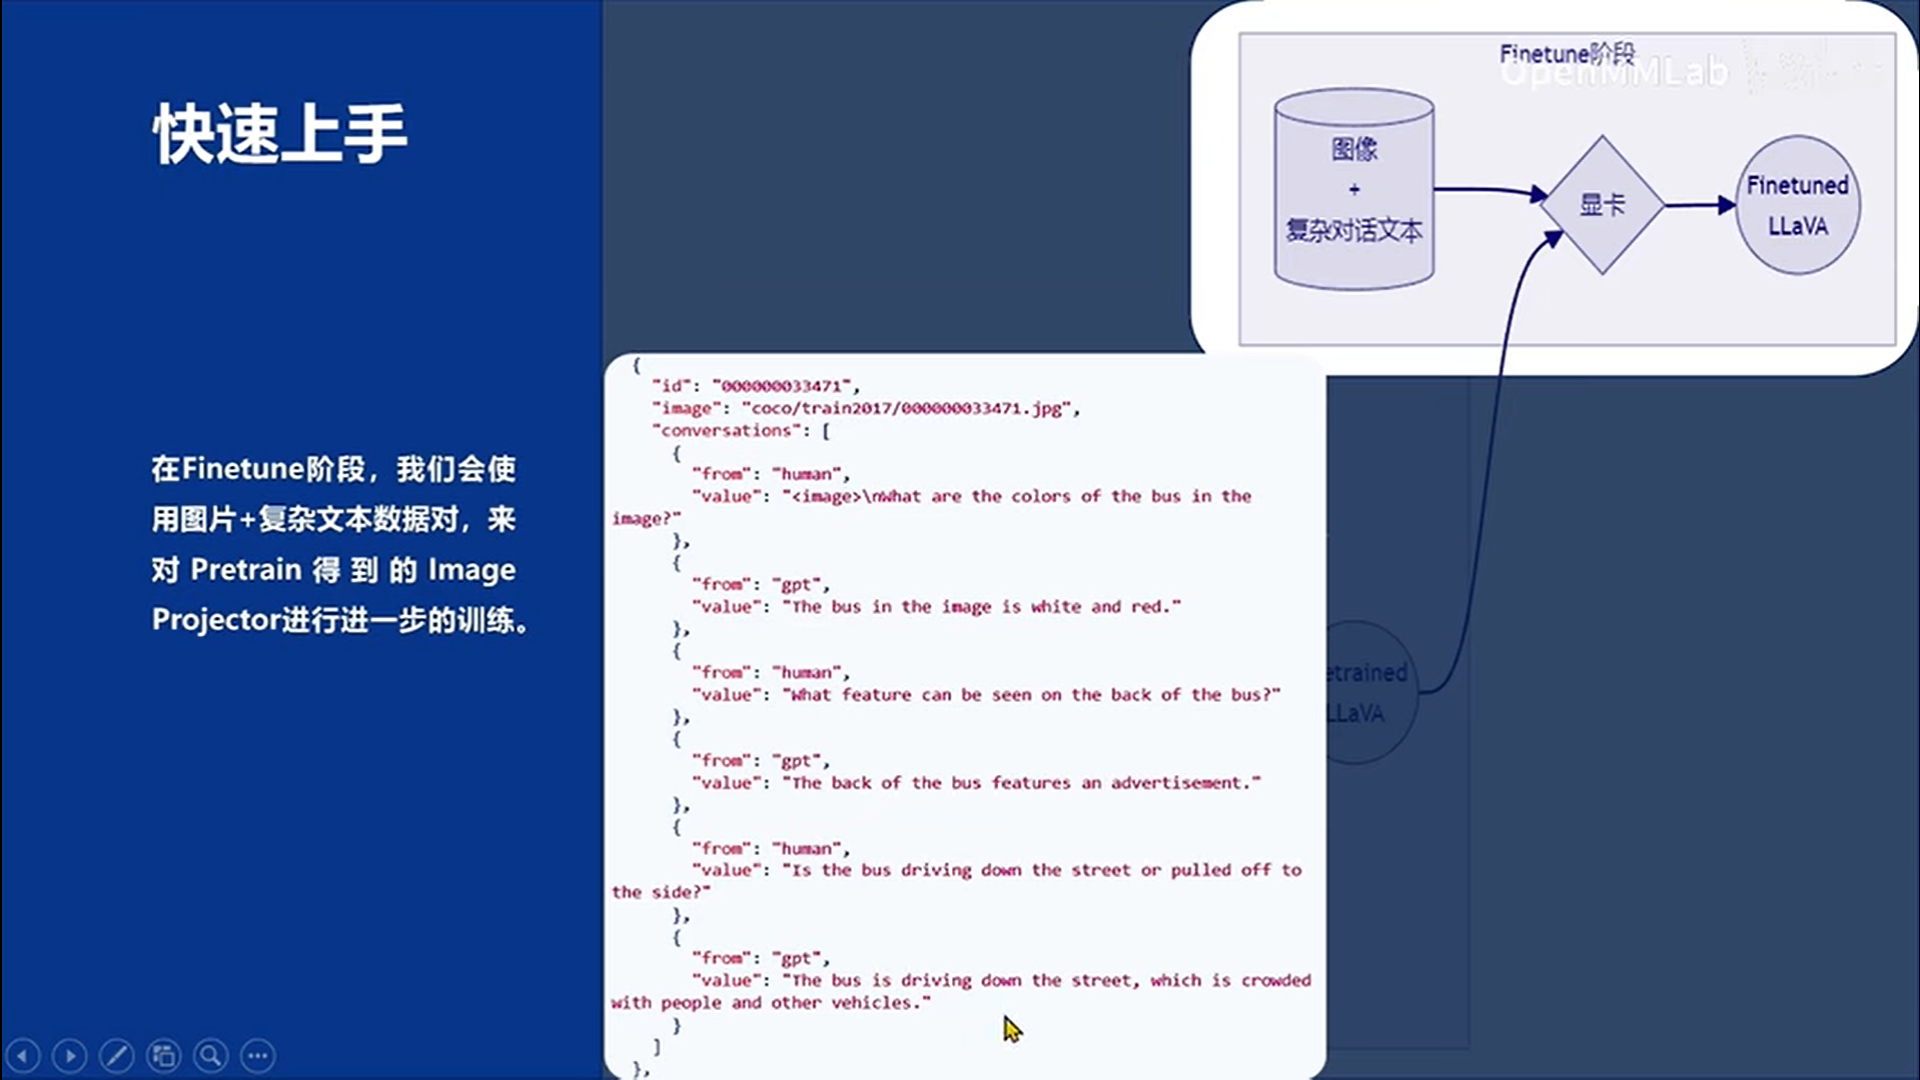 快速上手
在Finetune阶段，我们会使
用图片+复杂文本数据对，来
对 Pretrain 得 到 的 Image
Projector进行进一步的训练。
Finetune阶段
OpenMMLab
图像
+
复杂对话文本
显卡
Finetuned
LLaVA
etrained
LLaVA
{
"id": "000000033471",
"image": "coco/train2017/000000033471.jpg",
"conversations": [
{
"from": "human",
"value": "<image>\nWhat are the colors of the bus in the
image?"
},
{
"from": "gpt",
"value": "The bus in the image is white and red."
},
{
"from": "human",
"value": "What feature can be seen on the back of the bus?"
},
{
"from": "gpt",
"value": "The back of the bus features an advertisement."
},
{
"from": "human",
"value": "Is the bus driving down the street or pulled off to
the side?"
},
{
"from": "gpt",
"value": "The bus is driving down the street, which is crowded
with people and other vehicles."
}
]
},